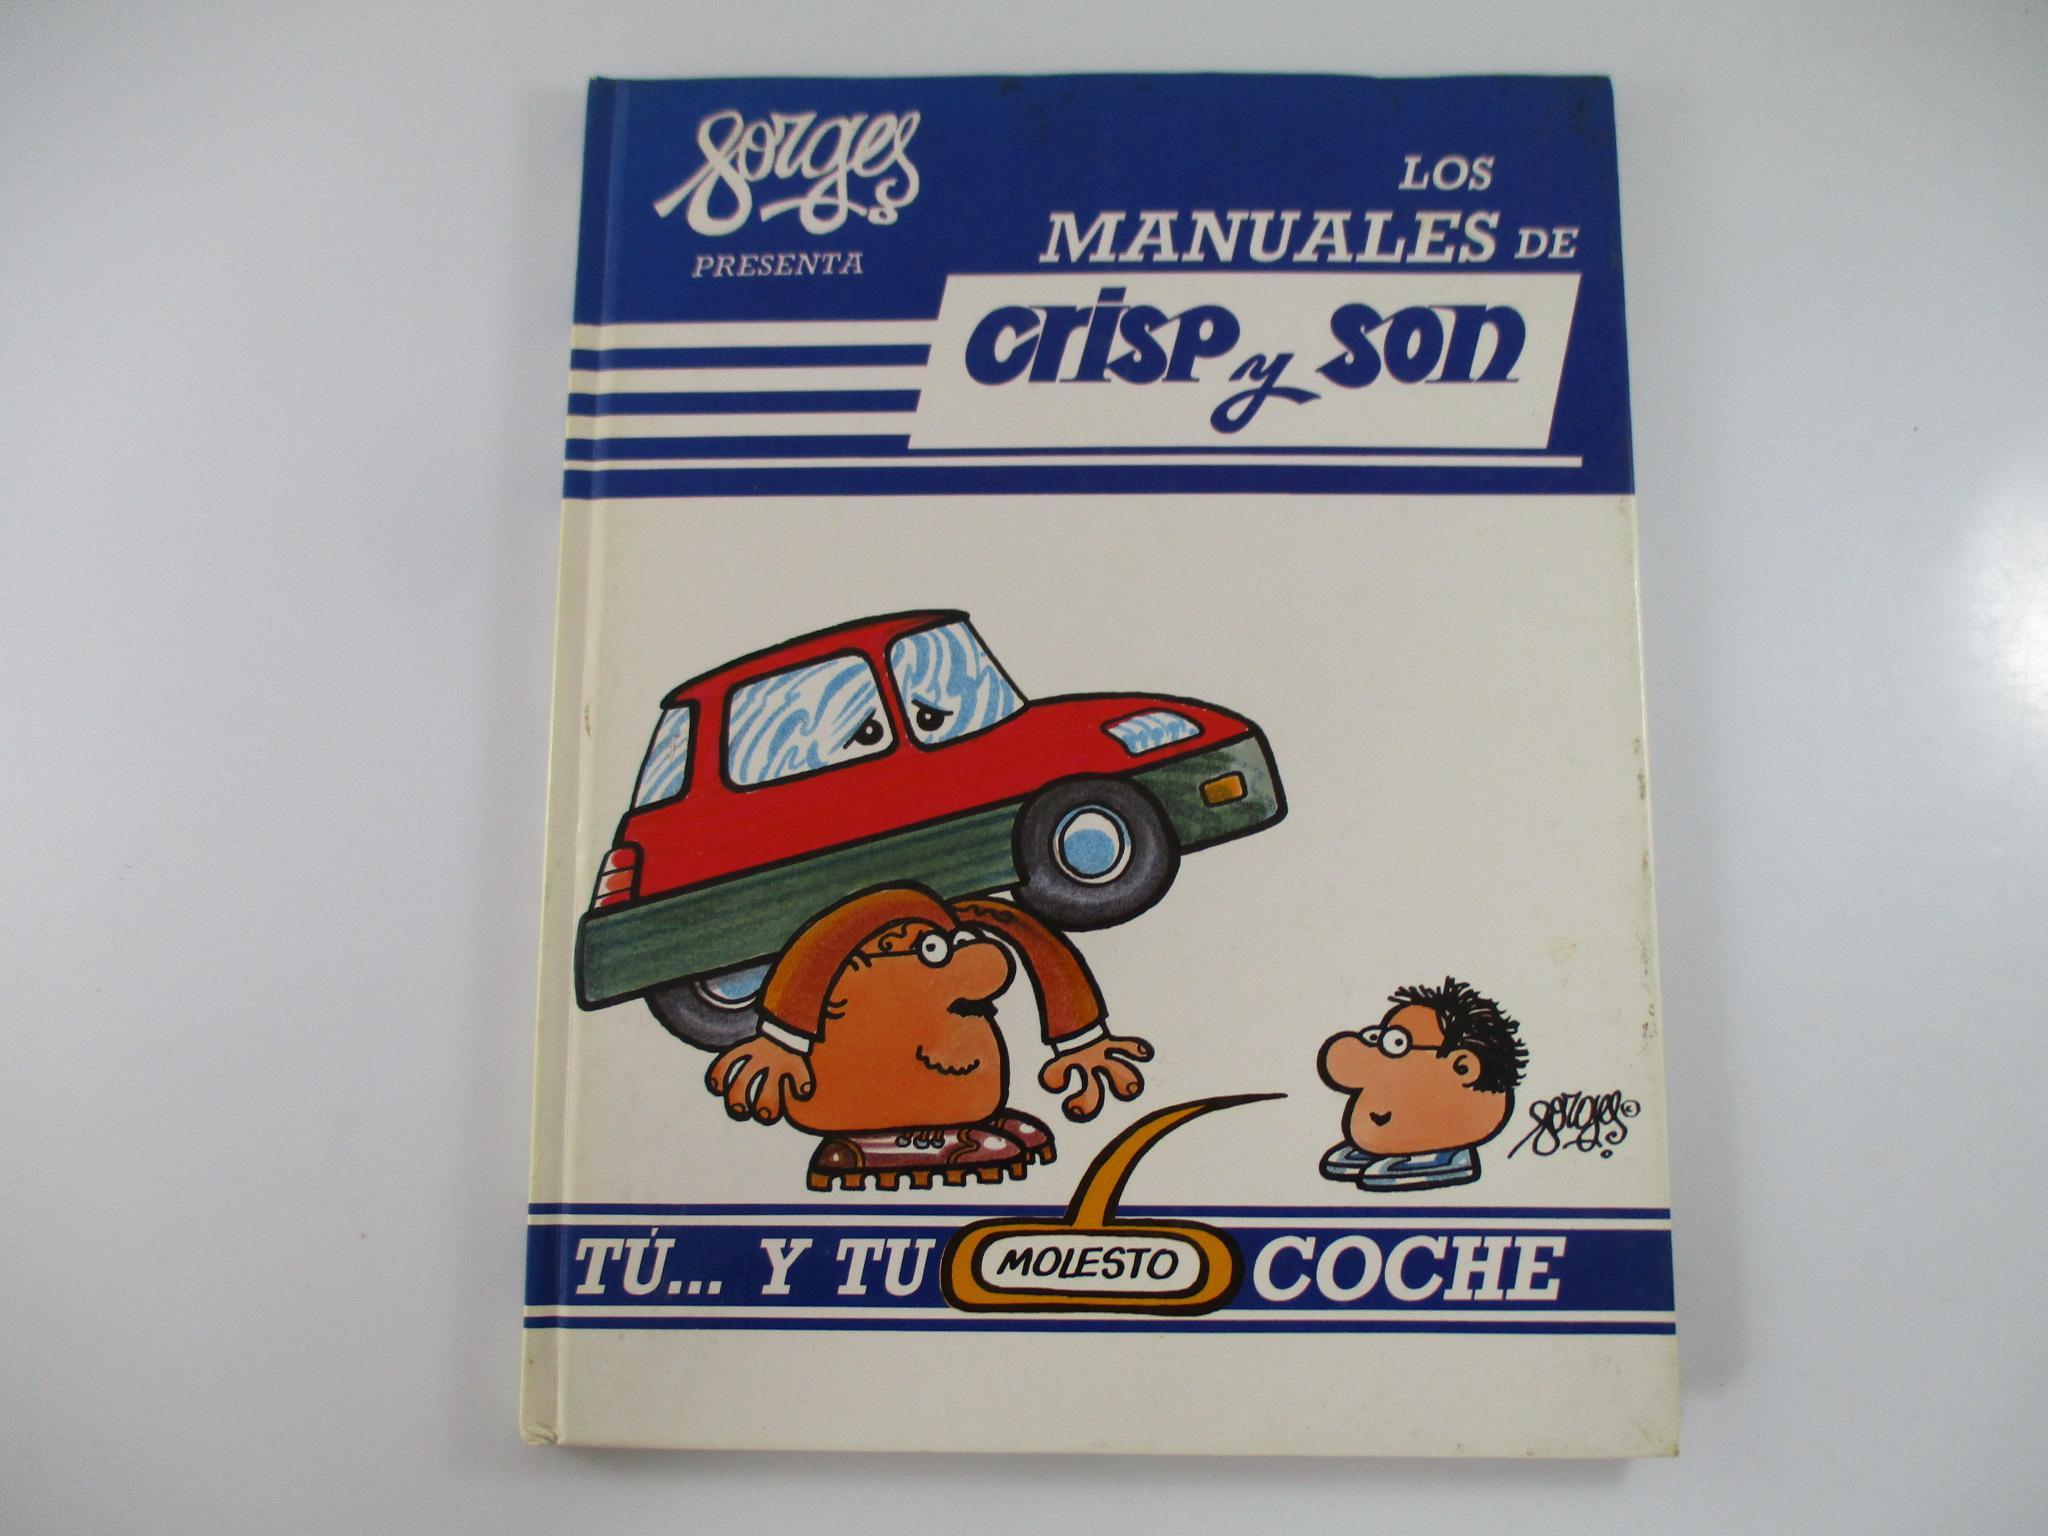 Forges
PRESENTA
LOS
MANUALES DE
crisp y son
Forges
TÚ... Y TU MOLESTO COCHE